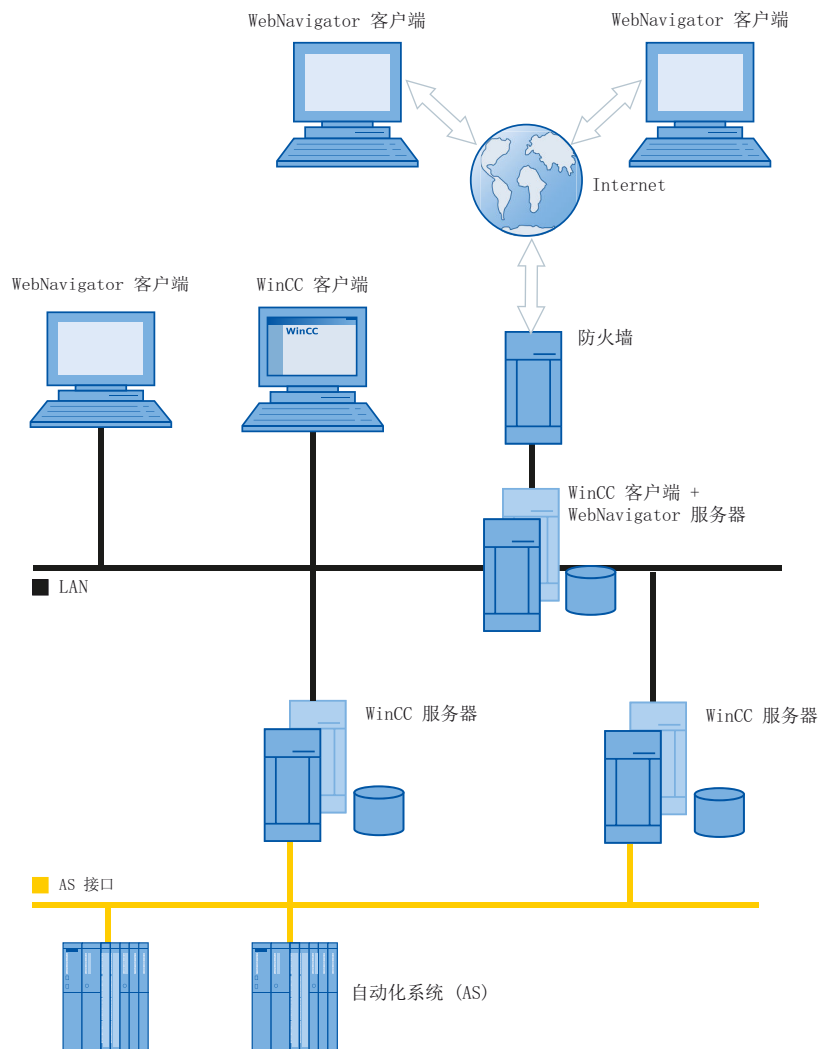 WebNavigator 客户端
WebNavigator 客户端
Internet
WebNavigator 客户端
WinCC 客户端
WinCC
防火墙
WinCC 客户端 +
WebNavigator 服务器
LAN
WinCC 服务器
WinCC 服务器
AS 接口
自动化系统 (AS)